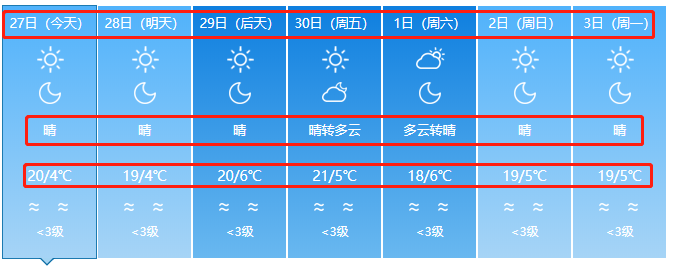 27日（今天） 28日（明天） 29日（后天） 30日（周五） 1日（周六） 2日（周日） 3日（周一）
晴 晴 晴 晴转多云 多云转晴 晴 晴
20/4℃ 19/4℃ 20/6℃ 21/5℃ 18/6℃ 19/5℃ 19/5℃
<3级 <3级 <3级 <3级 <3级 <3级 <3级